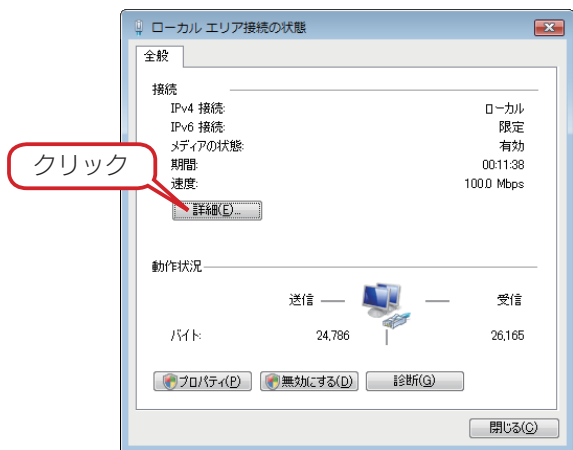 ローカル エリア接続の状態
全般
接続
IPv4 接続: ローカル
IPv6 接続: 限定
メディアの状態: 有効
クリック
期間: 00:11:38
速度: 100.0 Mbps
詳細(E)...
動作状況
送信 受信
バイト: 24,786 26,165
プロパティ(P) 無効にする(D) 診断(G)
閉じる(C)